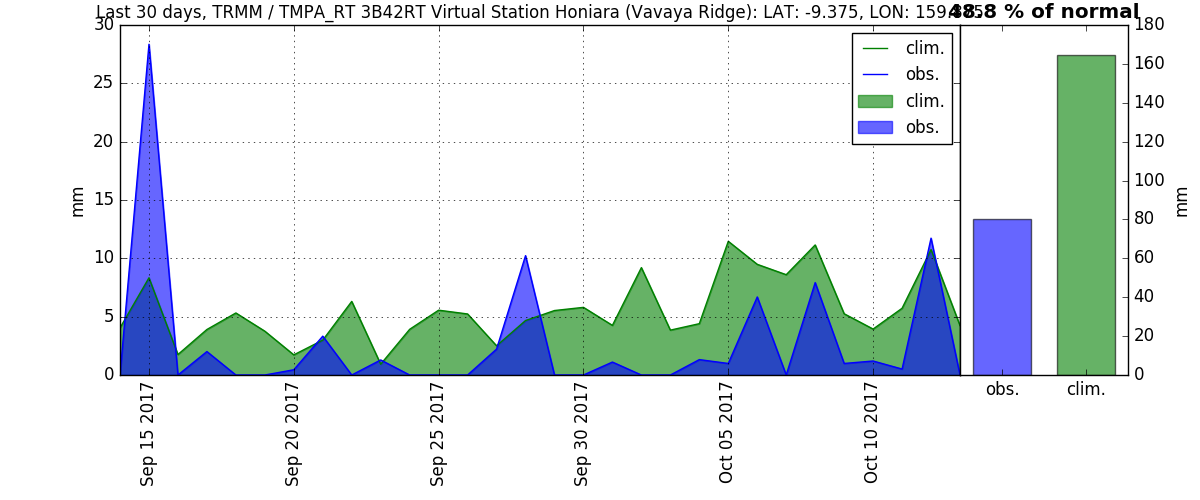 Last 30 days, TRMM / TMPA_RT 3B42RT Virtual Station Honiara (Vavaya Ridge): LAT: -9.375, LON:
48.8 % of normal
30
25
20
15
10
5
0
mm
clim.
obs.
clim.
obs.
180
160
140
120
100
80
60
40
20
0
mm
obs.
clim.
Sep 15 2017
Sep 20 2017
Sep 25 2017
Sep 30 2017
Oct 05 2017
Oct 10 2017